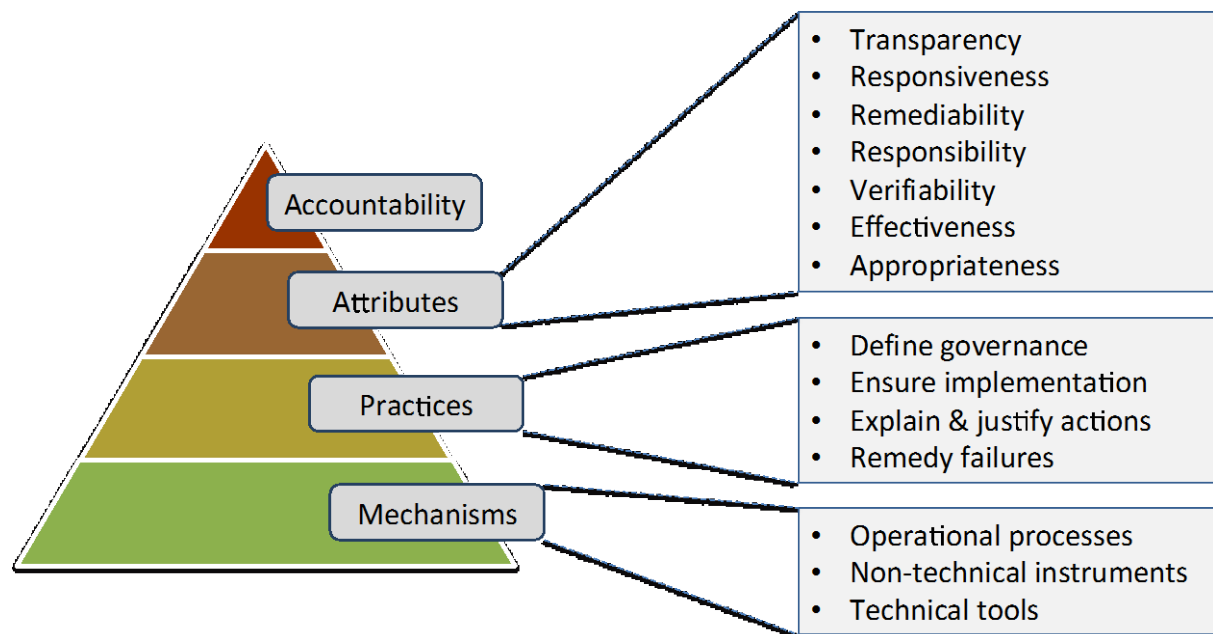 Accountability
Attributes
Practices
Mechanisms
• Transparency
• Responsiveness
• Remediability
• Responsibility
• Verifiability
• Effectiveness
• Appropriateness
• Define governance
• Ensure implementation
• Explain & justify actions
• Remedy failures
• Operational processes
• Non-technical instruments
• Technical tools